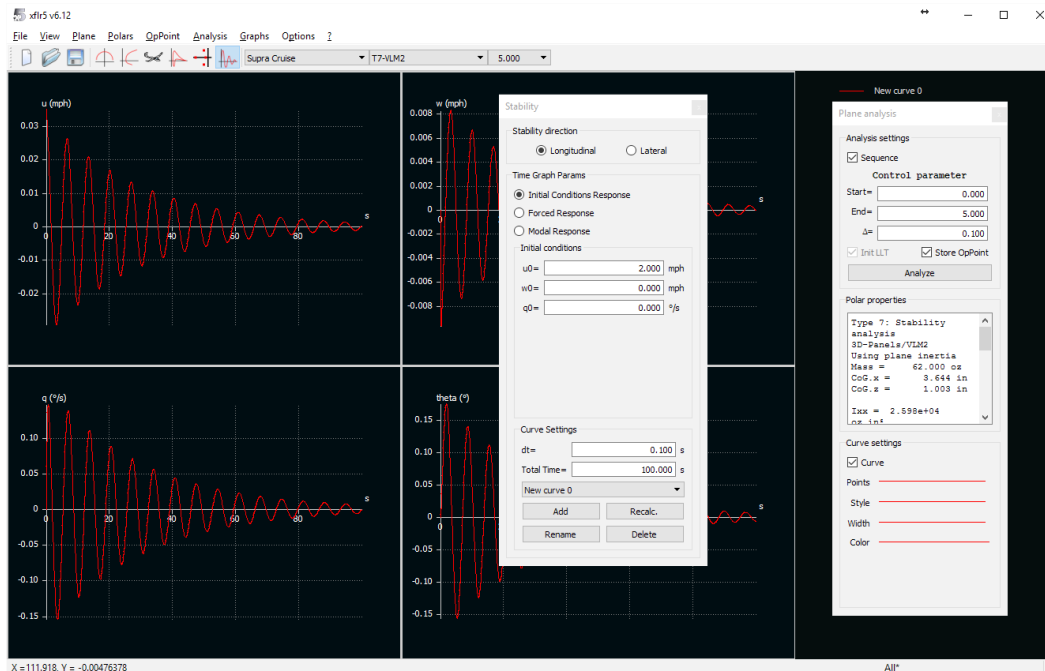 xflr5 v6.12
File View Plane Polars OpPoint Analysis Graphs Options ?
Supra Cruise T7-VLM2 5.000
u (mph)
0.03
0.02
0.01
0
-0.01
-0.02
0 20 40 60 80
s
w (mph)
0.008
0.006
0.004
0.002
0
-0.002
-0.004
-0.006
-0.008
0
s
q (º/s)
0.10
0.05
0
-0.05
-0.10
-0.15
0 20 40 60 80
s
theta (º)
0.15
0.10
0.05
0
-0.05
-0.10
-0.15
0
s
Stability
Stability direction
Longitudinal Lateral
Time Graph Params
Initial Conditions Response
Forced Response
Modal Response
Initial conditions
u0= 2.000 mph
w0= 0.000 mph
q0= 0.000 º/s
Curve Settings
dt= 0.100 s
Total Time= 100.000 s
New curve 0
Add Recalc.
Rename Delete
New curve 0
Plane analysis
Analysis settings
Sequence
Control parameter
Start= 0.000
End= 5.000
Δ= 0.100
Init LLT Store OpPoint
Analyze
Polar properties
Type 7: Stability
analysis
3D-Panels/VLM2
Using plane inertia
Mass = 62.000 oz
CoG.x = 3.644 in
CoG.z = 1.003 in
Ixx = 2.598e+04
Curve settings
Curve
Points
Style
Width
Color
X =111.918, Y = -0.00476378
All*